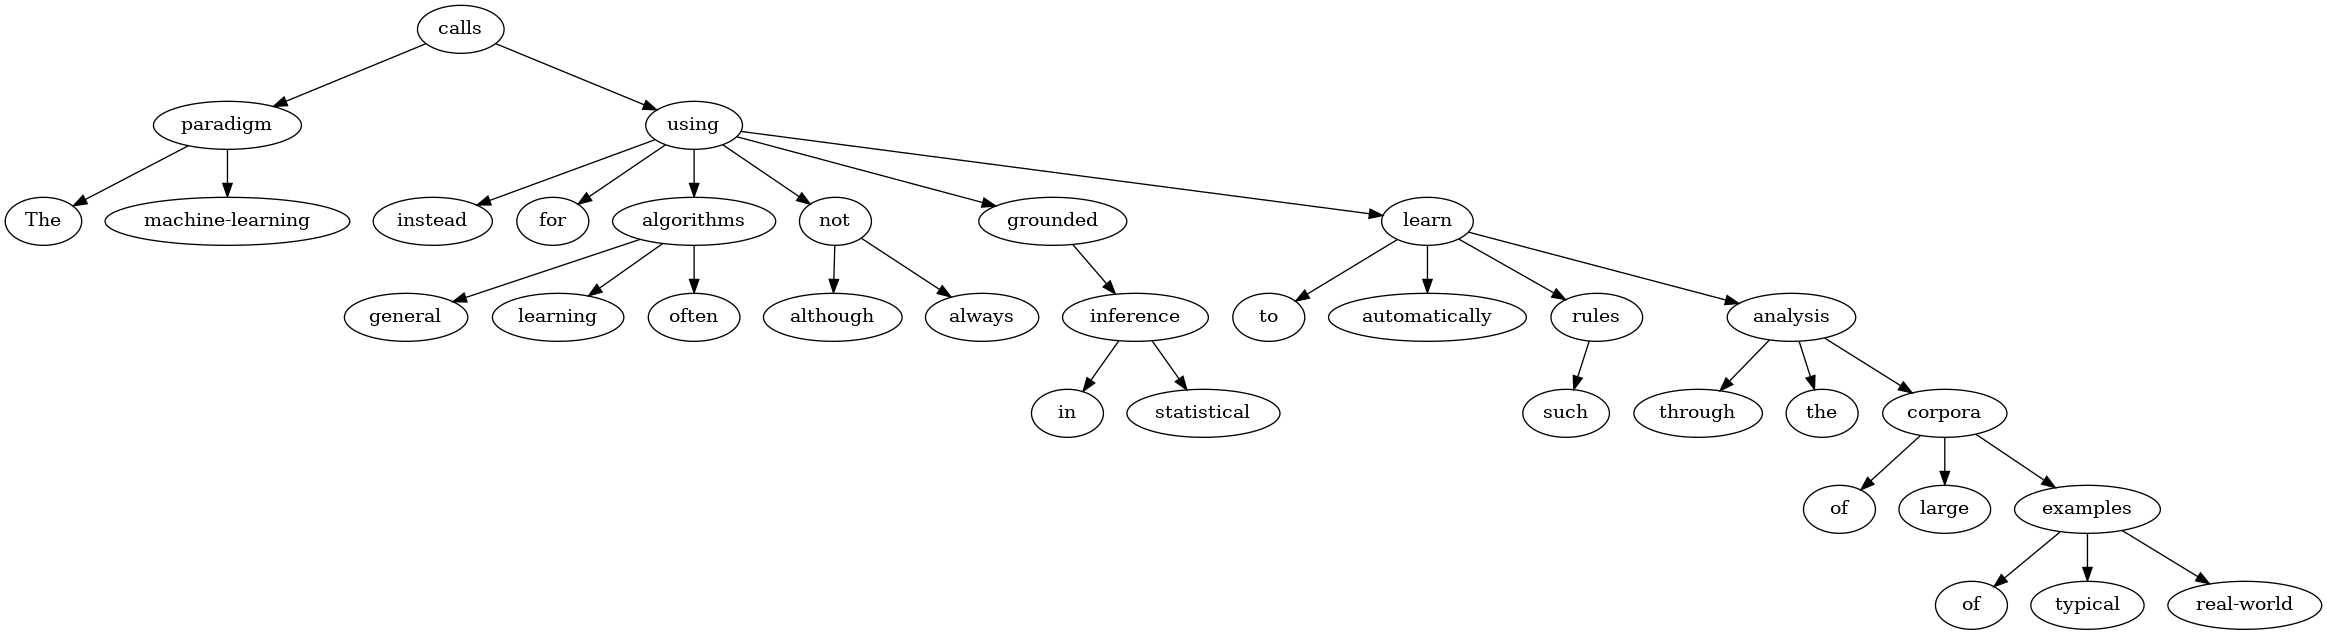 calls
paradigm using
The machine-learning instead for algorithms not grounded learn
general learning often although always inference to automatically rules analysis
in statistical such through the corpora
of large examples
of typical real-world